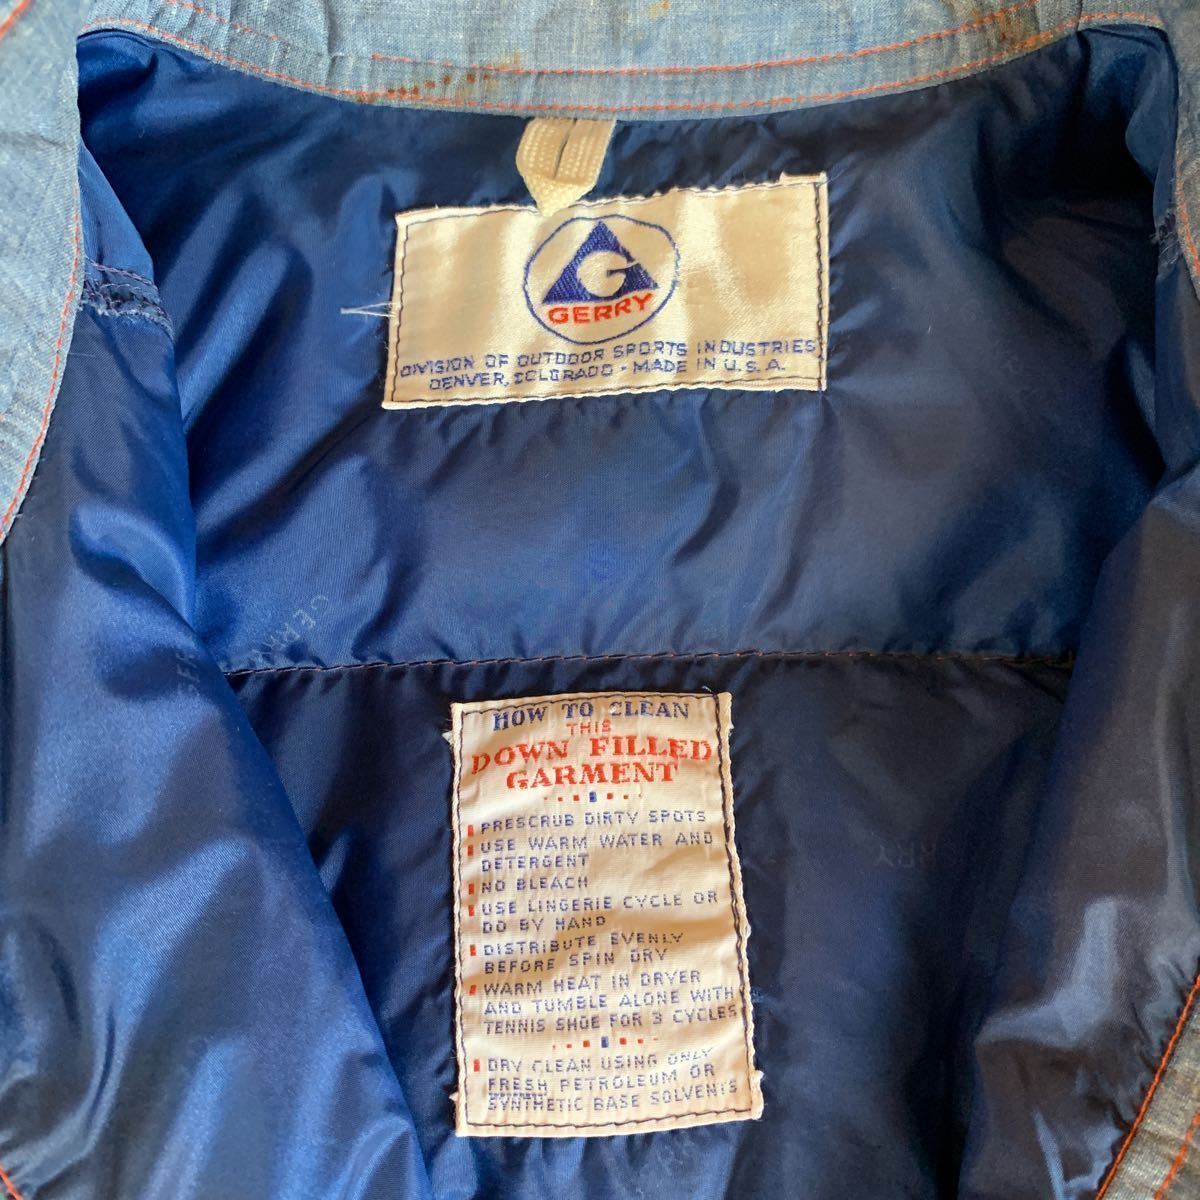 G
GERRY
DIVISION OF OUTDOOR SPORTS INDUSTRIES
DENVER, COLORADO - MADE IN U.S.A.
GERRY
HOW TO CLEAN
THIS
DOWN FILLED
GARMENT
PRESCRUB DIRTY SPOTS
USE WARM WATER AND
DETERGENT
NO BLEACH
USE LINGERIE CYCLE OR
DO BY HAND
DISTRIBUTE EVENLY
BEFORE SPIN DRY
WARM HEAT IN DRYER
AND TUMBLE ALONE WITH
TENNIS SHOE FOR 3 CYCLES
DRY CLEAN USING ONLY
FRESH PETROLEUM OR
SYNTHETIC BASE SOLVENTS